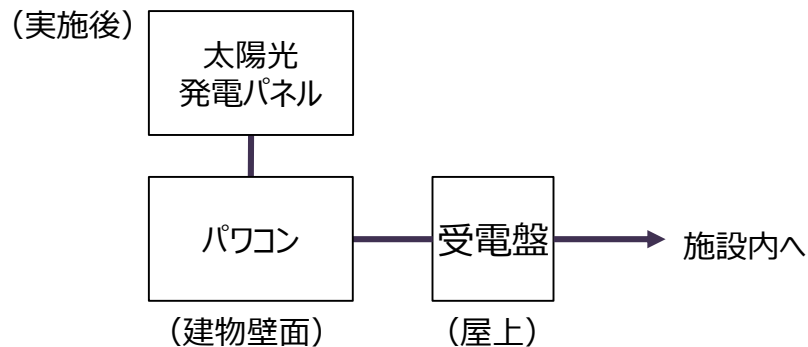 （実施後）
太陽光
発電パネル
パワコン
受電盤
施設内へ
（建物壁面）
（屋上）